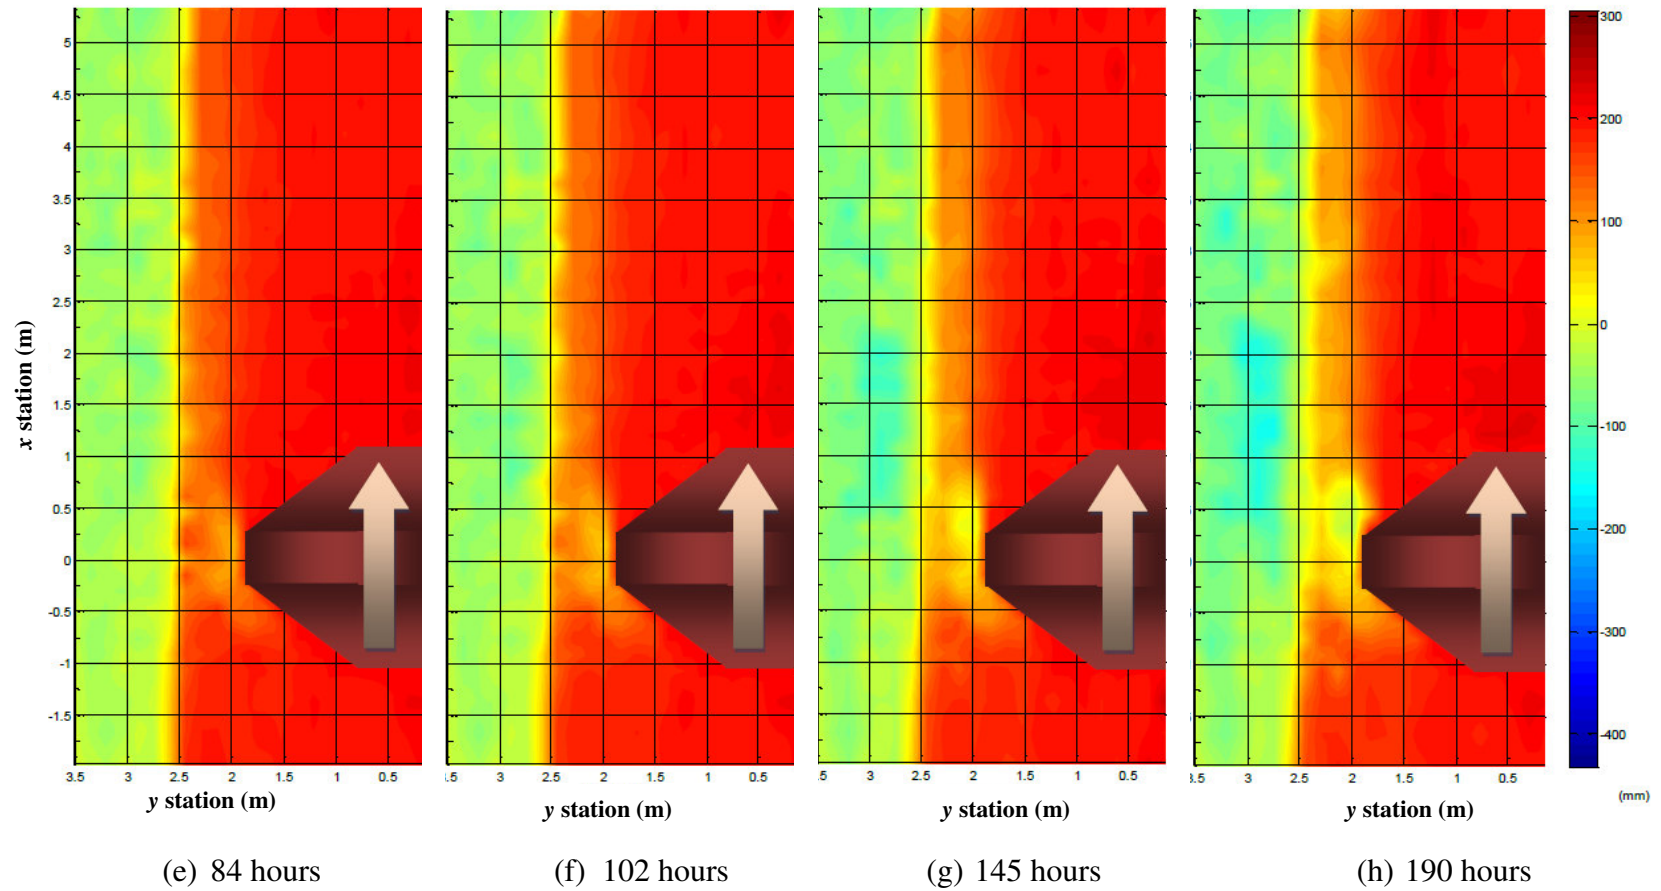 5
4.5
4
3.5
3
2.5
2
1.5
1
0.5
0
-0.5
-1
-1.5
x station (m)
3.5 3 2.5 2 1.5 1 0.5
.5 3 2.5 2 1.5 1 0.5
.5 3 2.5 2 1.5 1 0.5
.5 3 2.5 2 1.5 1 0.5
y station (m)
y station (m)
y station (m)
y station (m)
300
200
100
0
-100
-200
-300
-400
(mm)
(e) 84 hours
(f) 102 hours
(g) 145 hours
(h) 190 hours